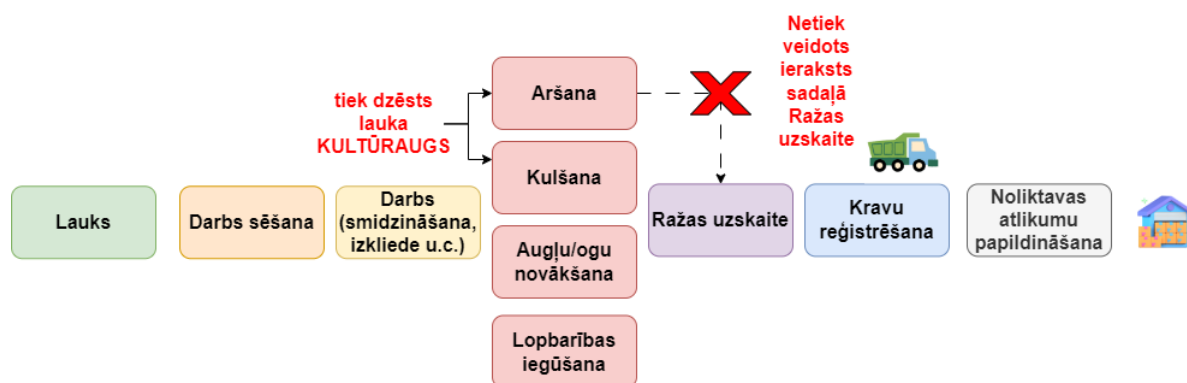 Netiek
veidots
ieraksts
sadaļā
Ražas
uzskaite
tiek dzēsts
lauka
KULTŪRAUGS
Aršana
Kulšana
Lauks
Darbs sēšana
Darbs
(smidzināšana,
izkliede u.c.)
Augļu/ogu
novākšana
Lopbarības
iegūšana
Ražas uzskaite
Kravu
reģistrēšana
Noliktavas
atlikumu
papildināšana